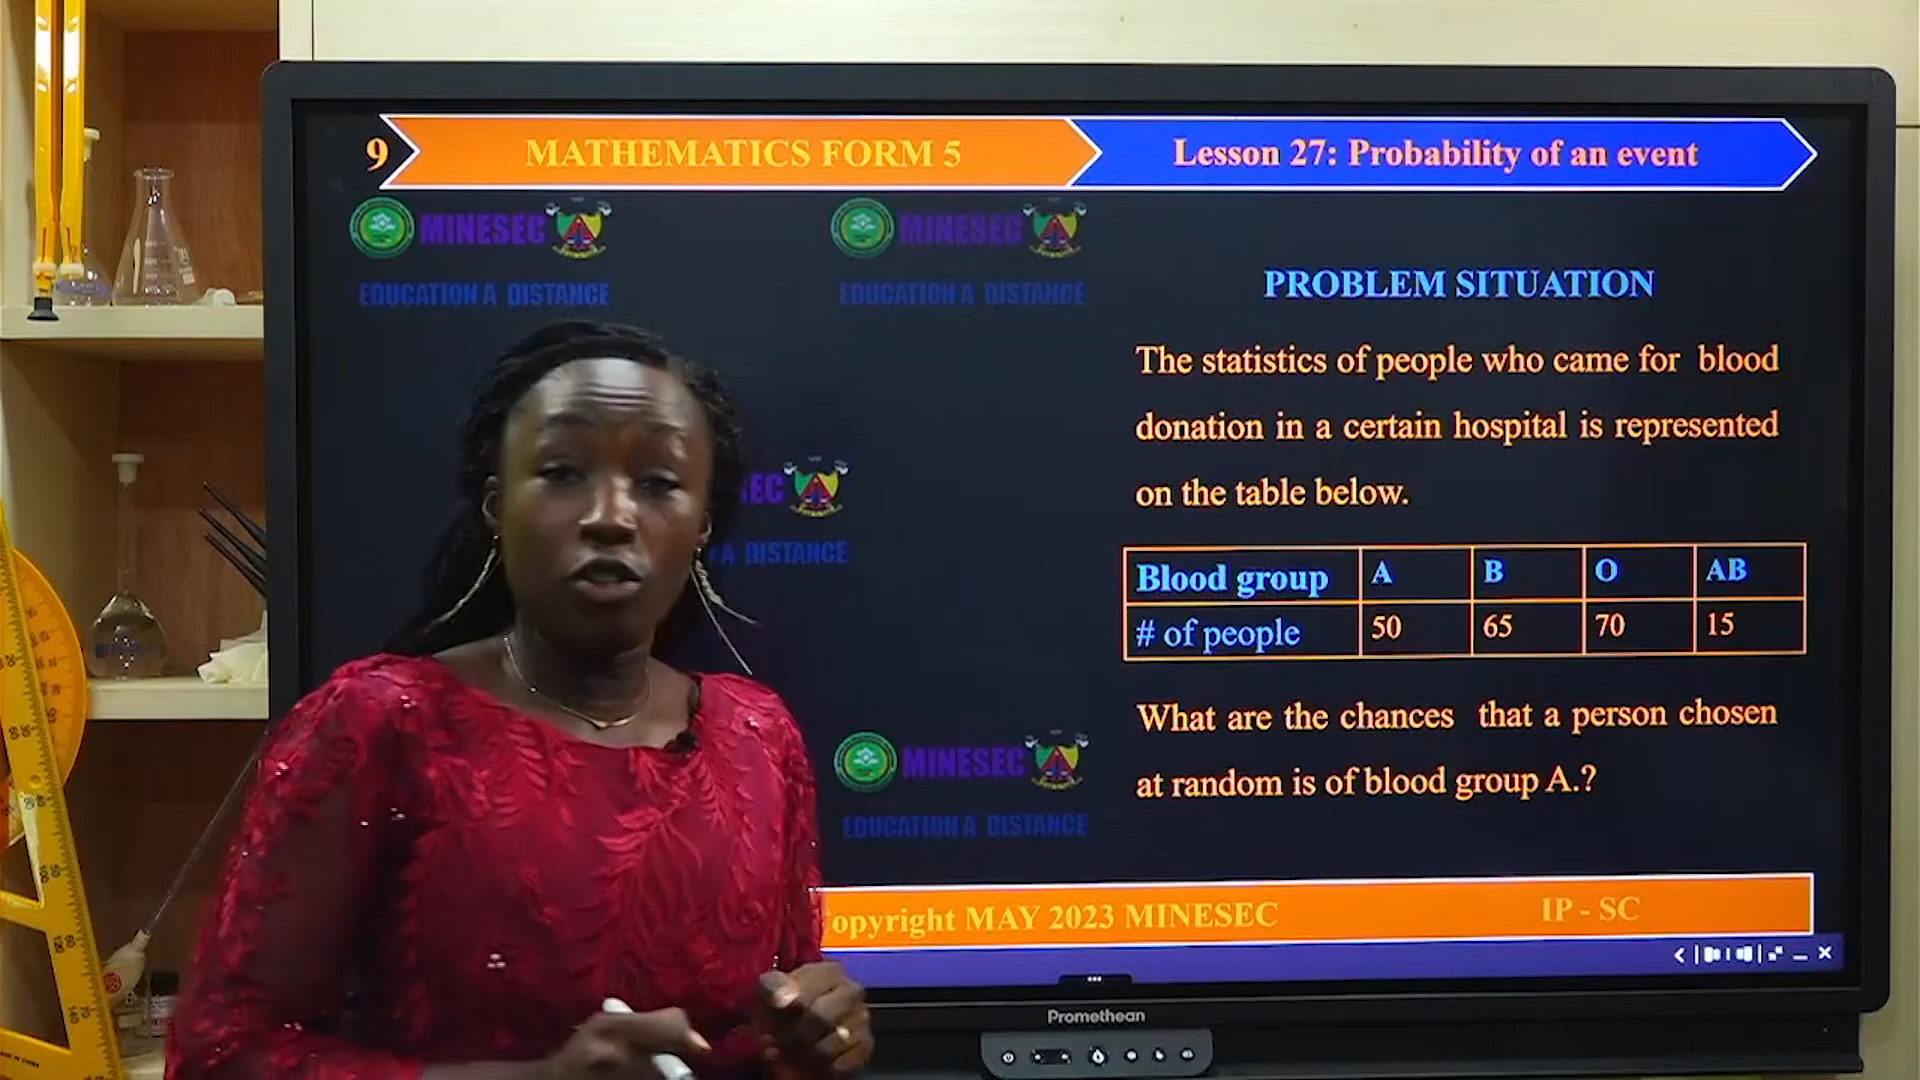 9 MATHEMATICS FORM 5 Lesson 27: Probability of an event
MINESEC MINESEC
EDUCATION A DISTANCE EDUCATION A DISTANCE
PROBLEM SITUATION
The statistics of people who came for blood
donation in a certain hospital is represented
on the table below.
A DISTANCE
Blood group A B O AB
# of people 50 65 70 15
What are the chances that a person chosen
at random is of blood group A.?
MINESEC
EDUCATION A DISTANCE
opyright MAY 2023 MINESEC IP - SC
Promethean